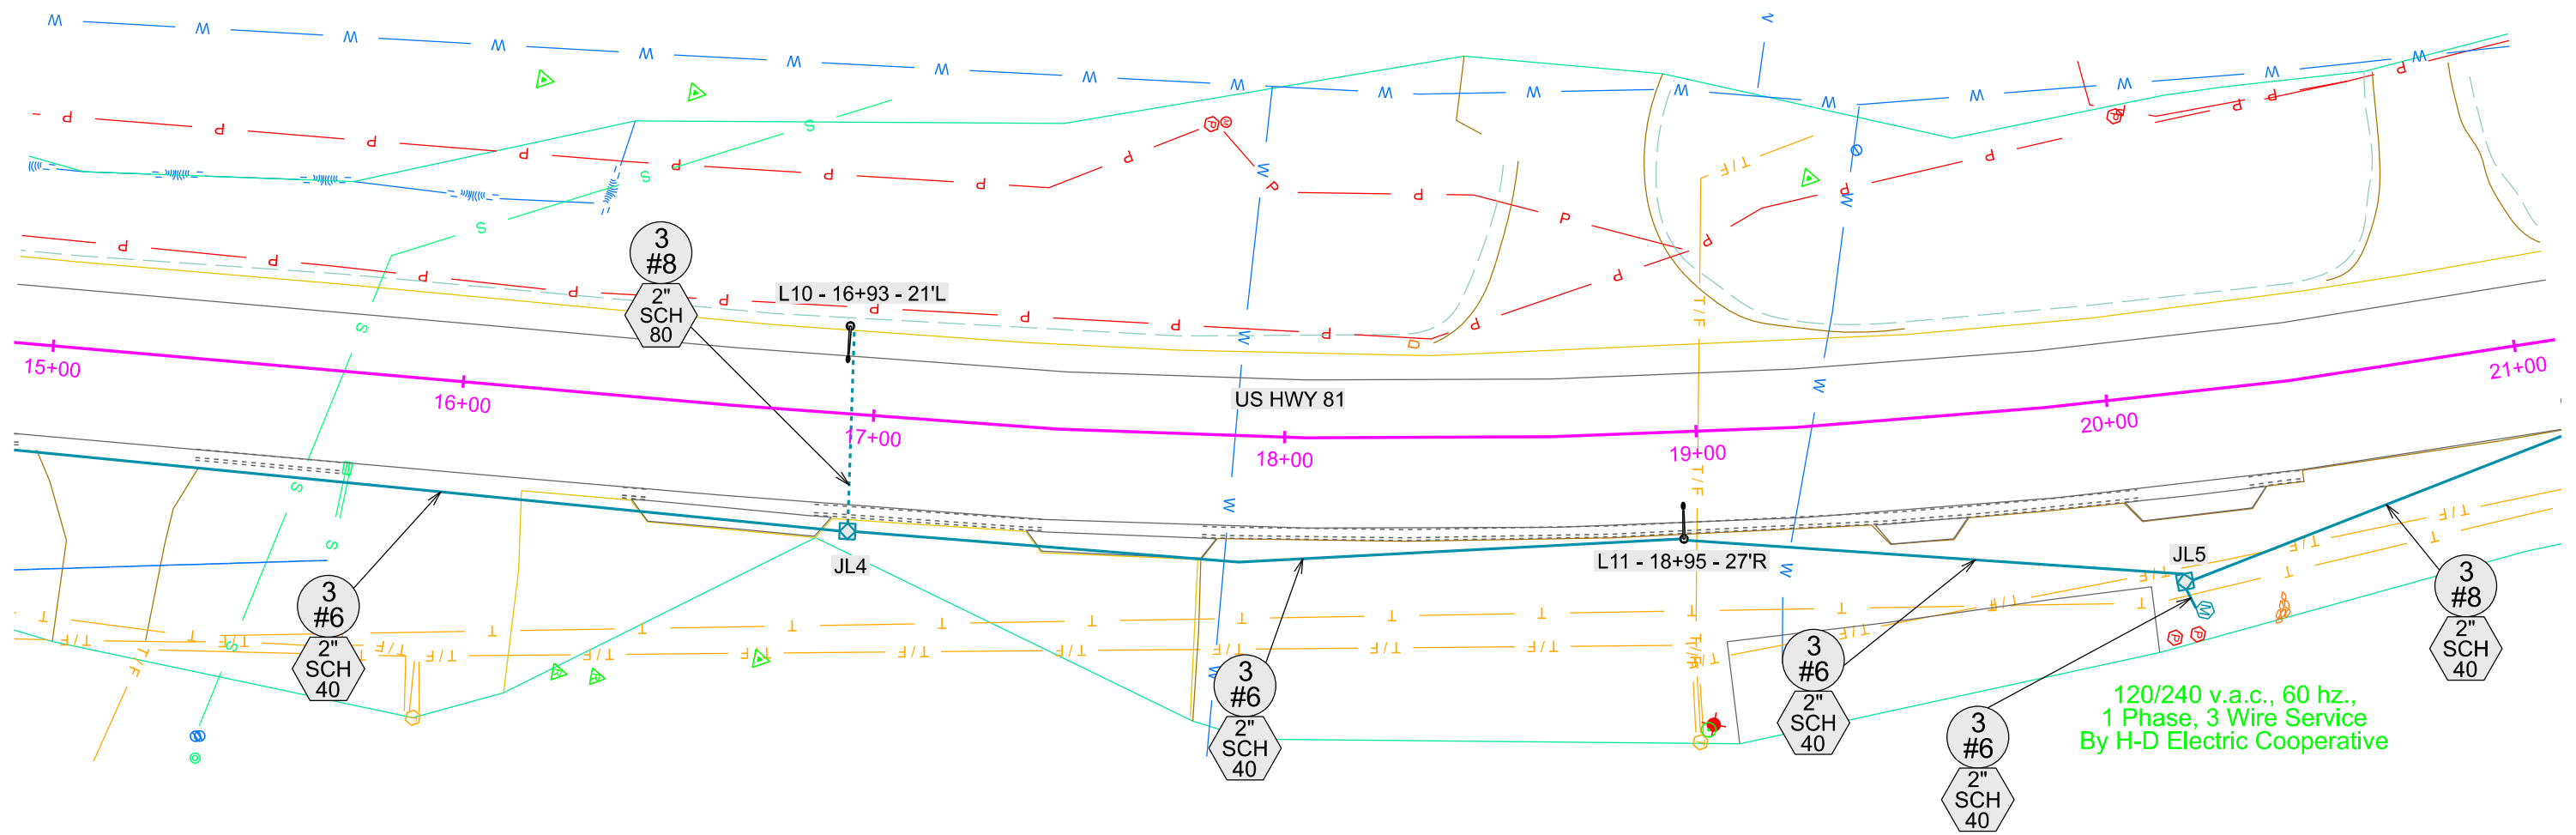 3
#8
2"
SCH
80
L10 - 16+93 - 21'L
US HWY 81
15+00
16+00
17+00
18+00
19+00
20+00
21+00
JL4
L11 - 18+95 - 27'R
JL5
3
#6
2"
SCH
40
3
#6
2"
SCH
40
3
#6
2"
SCH
40
3
#6
2"
SCH
40
3
#8
2"
SCH
40
120/240 v.a.c., 60 hz.,
1 Phase, 3 Wire Service
By H-D Electric Cooperative